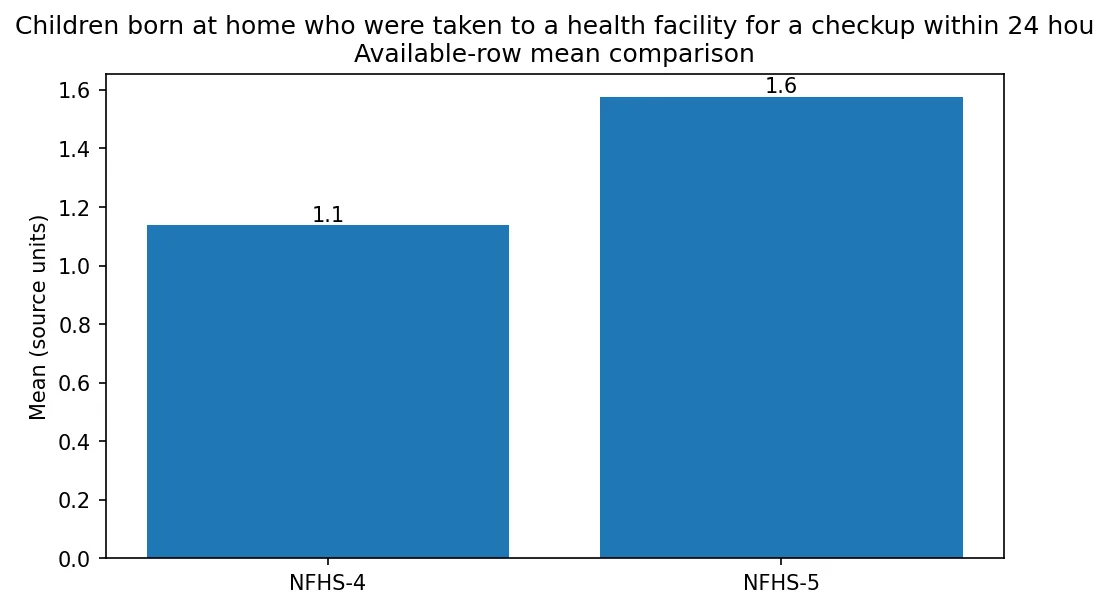 Children born at home who were taken to a health facility for a checkup within 24 hou
Available-row mean comparison
Mean (source units)
1.6
1.4
1.2
1.0
0.8
0.6
0.4
0.2
0.0
1.1
1.6
NFHS-4
NFHS-5